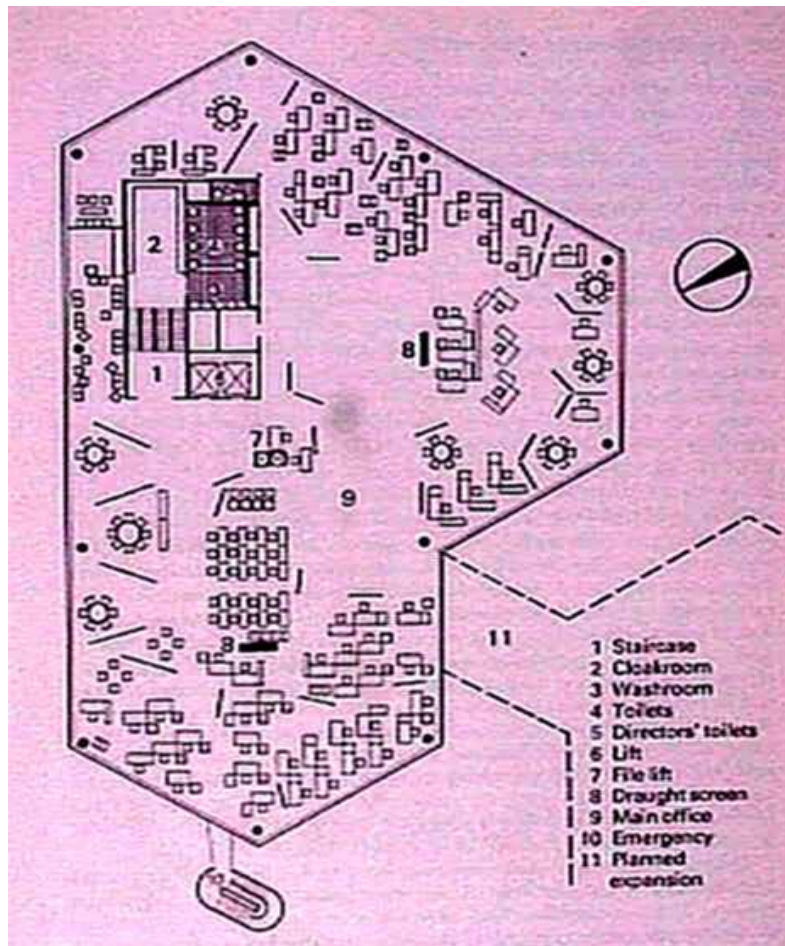 2
8
1
7
9
11
1 Staircase
2 Cloakroom
3 Washroom
4 Toilets
5 Directors' toilets
6 Lift
7 File lift
8 Draught screen
9 Main office
10 Emergency
11 Planned
expansion